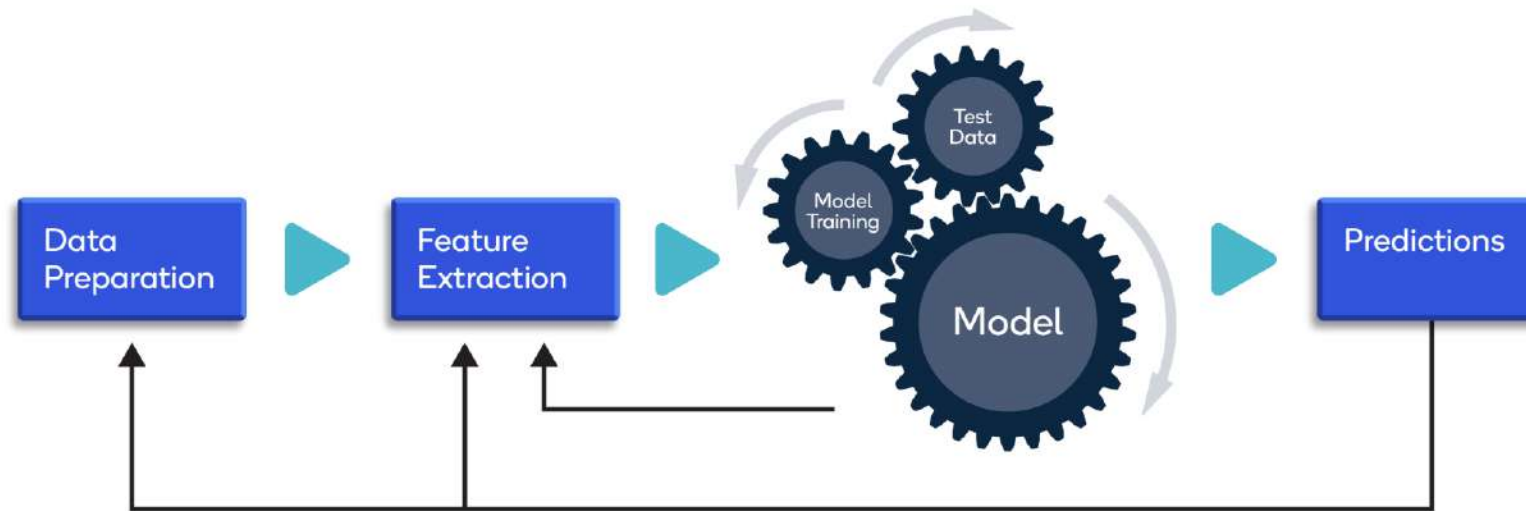 Data
Preparation
Feature
Extraction
Model
Training
Test
Data
Model
Predictions